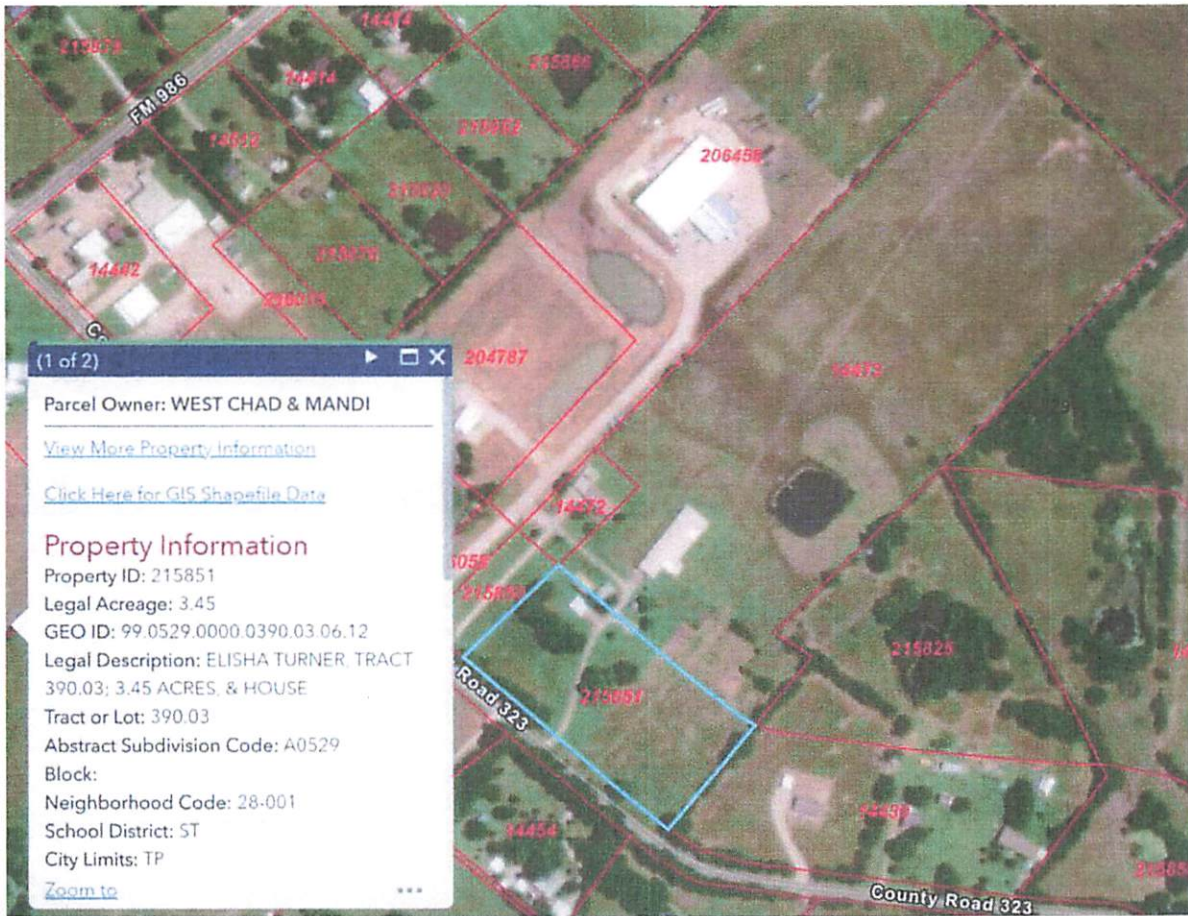 14474
FM 986
14414
14442
206458
204787
14473
(1 of 2)
Parcel Owner: WEST CHAD & MANDI
View More Property Information
Click Here for GIS Shapefile Data
Property Information
Property ID: 215851
Legal Acreage: 3.45
GEO ID: 99.0529.0000.0390.03.06.12
Legal Description: ELISHA TURNER, TRACT
390.03; 3.45 ACRES, & HOUSE
Tract or Lot: 390.03
Abstract Subdivision Code: A0529
Block:
Neighborhood Code: 28-001
School District: ST
City Limits: TP
Zoom to
14472
215851
215825
Road 323
14454
County Road 323